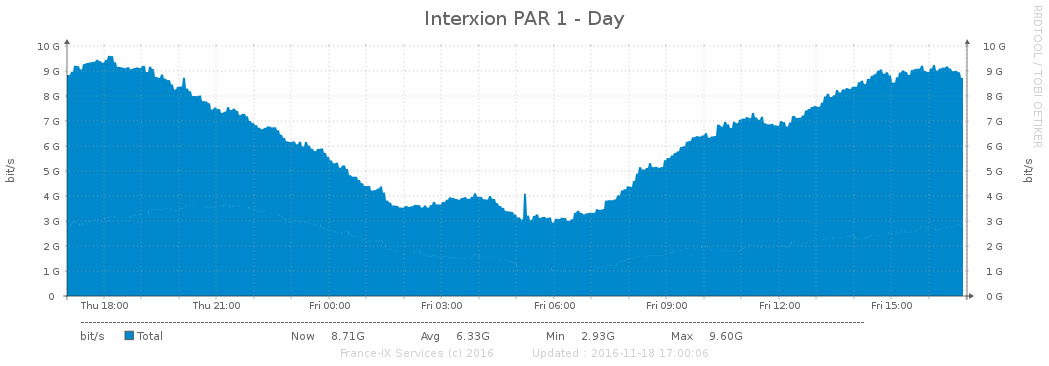 Interxion PAR 1 - Day
RRDTOOL / TOBI OETIKER
bit/s
10 G 10 G
9 G 9 G
8 G 8 G
7 G 7 G
6 G 6 G
5 G 5 G
4 G 4 G
3 G 3 G
2 G 2 G
1 G 1 G
0 0 G
bit/s
Thu 18:00 Thu 21:00 Fri 00:00 Fri 03:00 Fri 06:00 Fri 09:00 Fri 12:00 Fri 15:00
bit/s Total Now 8.71G Avg 6.33G Min 2.93G Max 9.60G
France-IX Services (c) 2016 Updated : 2016-11-18 17:00:06